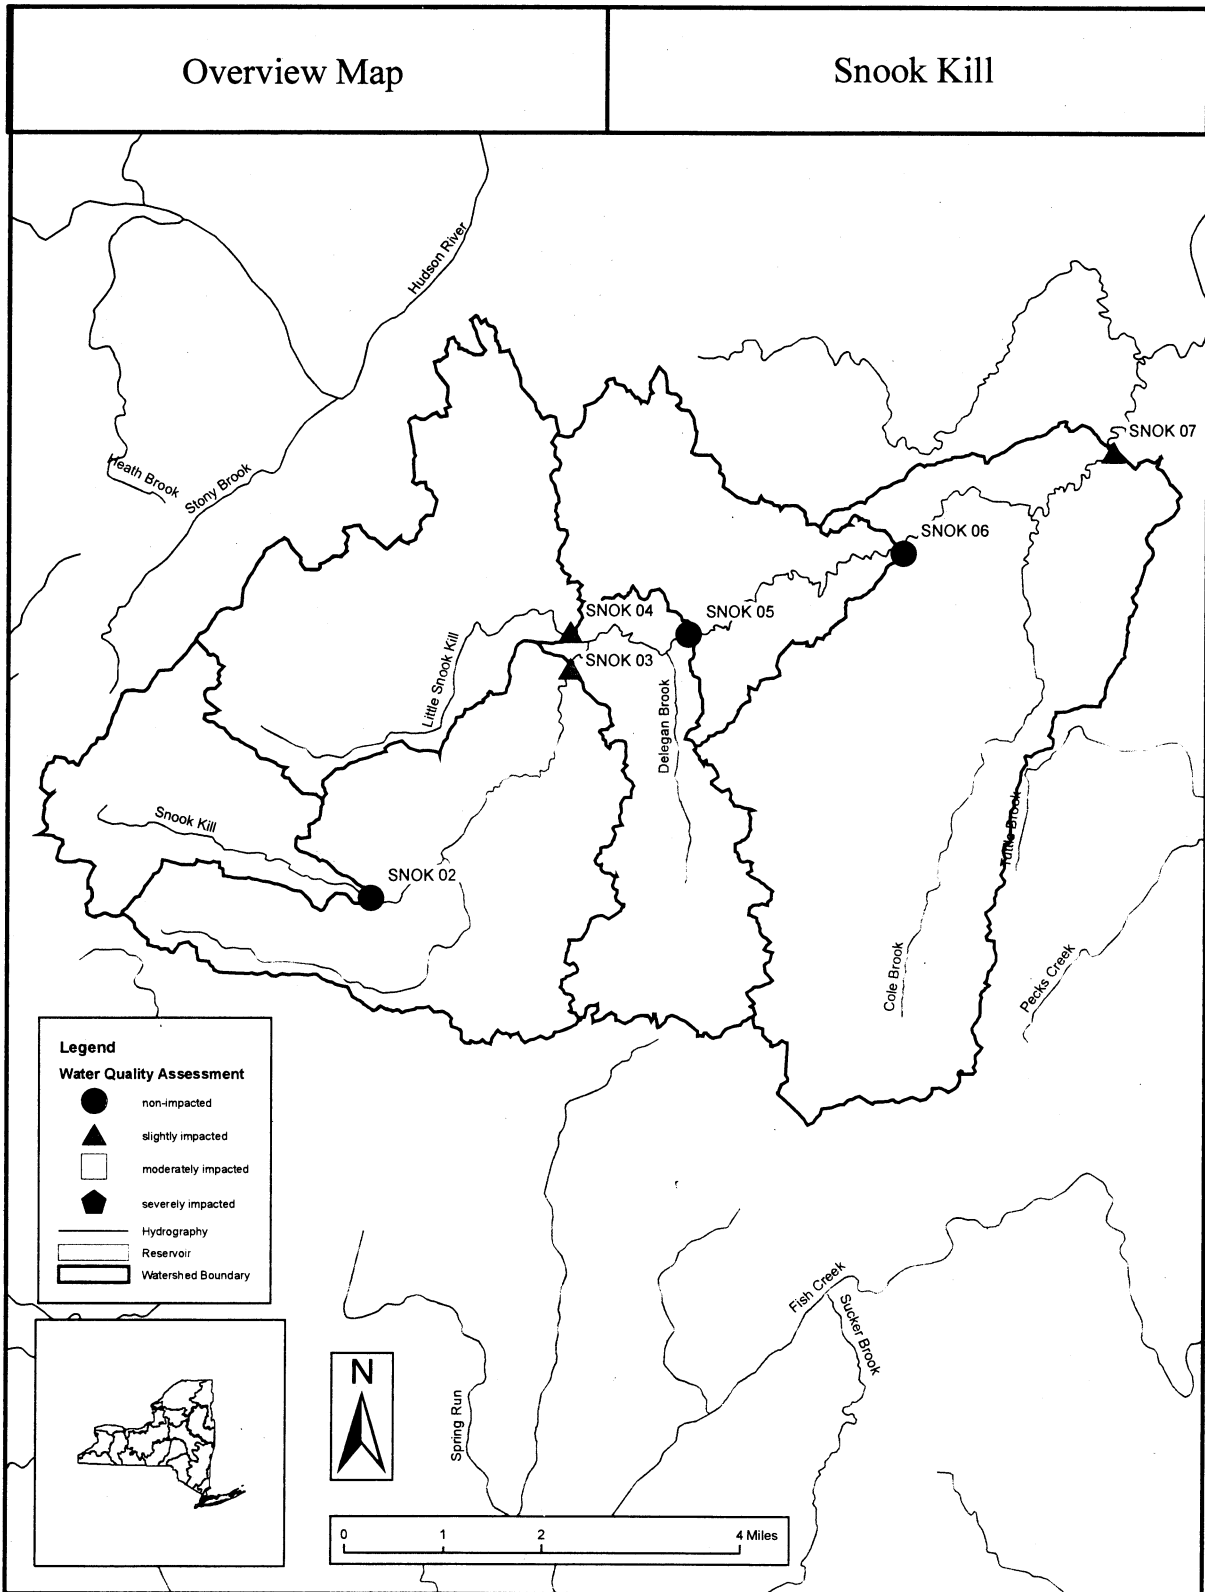 Overview Map
Snook Kill
Hudson River
Heath Brook
Stony Brook
SNOK 07
SNOK 06
SNOK 04
SNOK 05
SNOK 03
Little Snook Kill
Delegan Brook
Snook Kill
SNOK 02
Tuttle Brook
Cole Brook
Pecks Creek
Legend
Water Quality Assessment
non-impacted
slightly impacted
moderately impacted
severely impacted
Hydrography
Reservoir
Watershed Boundary
Fish Creek
Sucker Brook
Spring Run
N
0 1 2 4 Miles